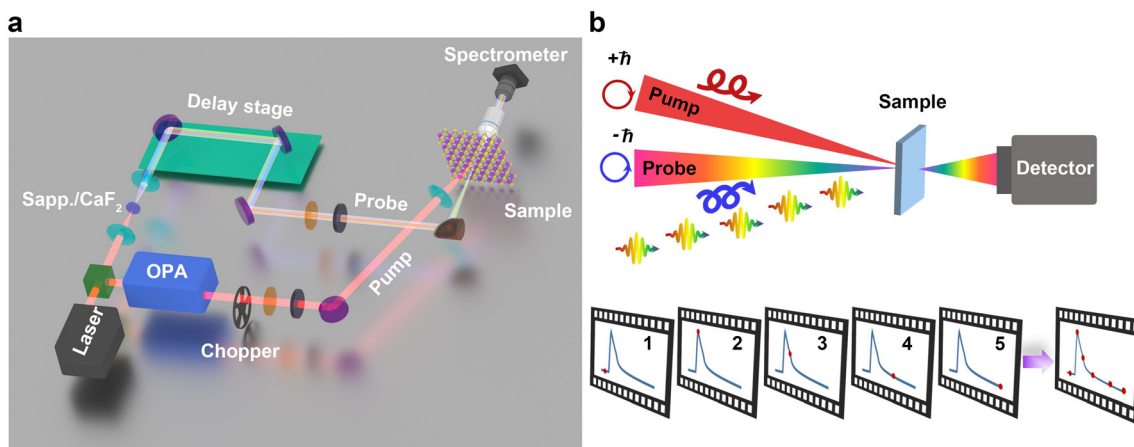 a
Spectrometer
Delay stage
Sapp./CaF₂
Probe
Sample
OPA
Pump
Laser
Chopper
b
+ℏ
Pump
Sample
-ℏ
Probe
Detector
1
2
3
4
5